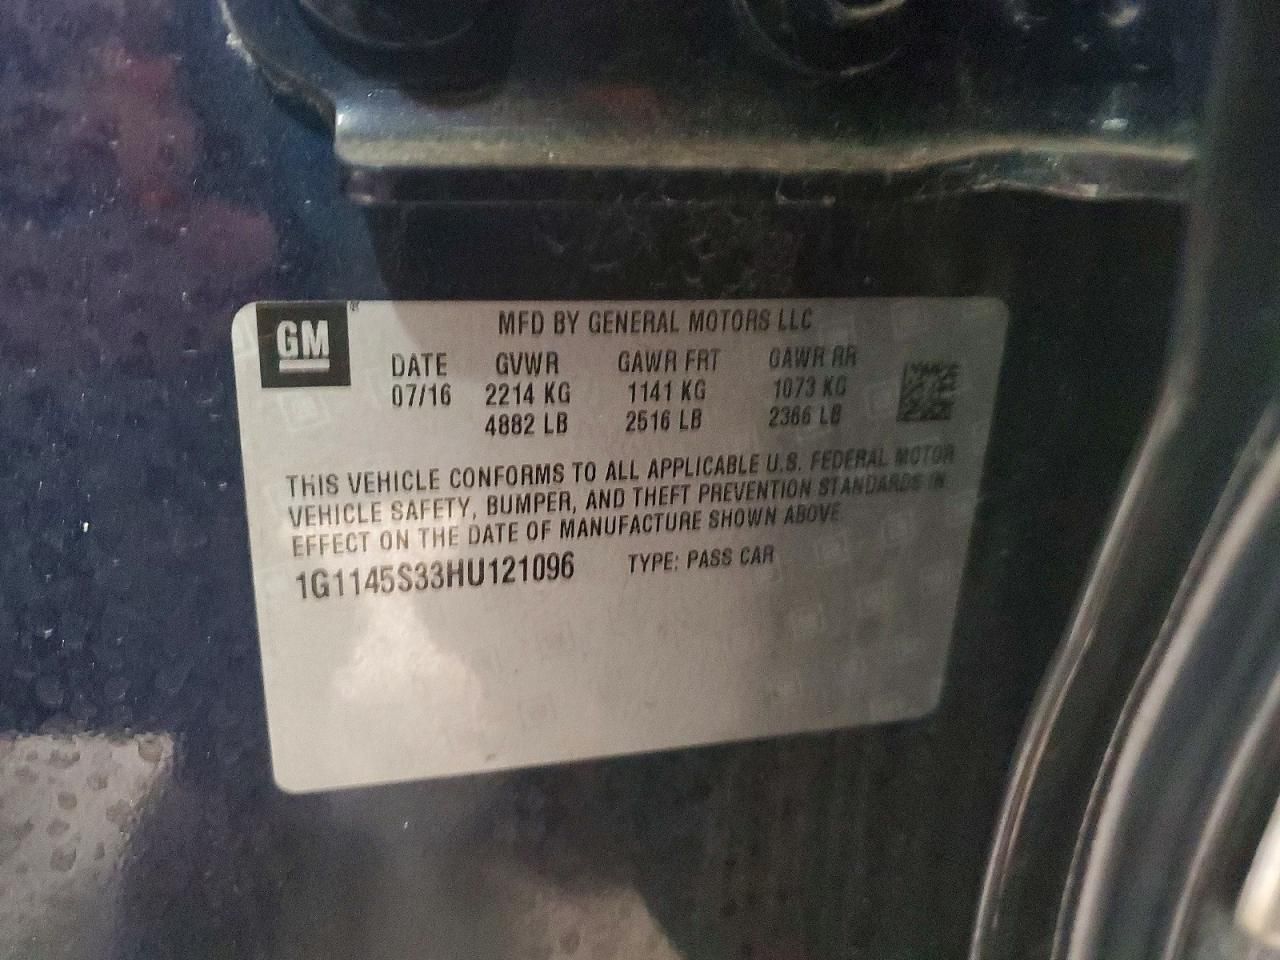 GM ®
MFD BY GENERAL MOTORS LLC
DATE GVWR GAWR FRT GAWR RR
07/16 2214 KG 1141 KG 1073 KG
4882 LB 2516 LB 2366 LB
THIS VEHICLE CONFORMS TO ALL APPLICABLE U.S. FEDERAL MOTOR
VEHICLE SAFETY, BUMPER, AND THEFT PREVENTION STANDARDS IN
EFFECT ON THE DATE OF MANUFACTURE SHOWN ABOVE
1G1145S33HU121096 TYPE: PASS CAR